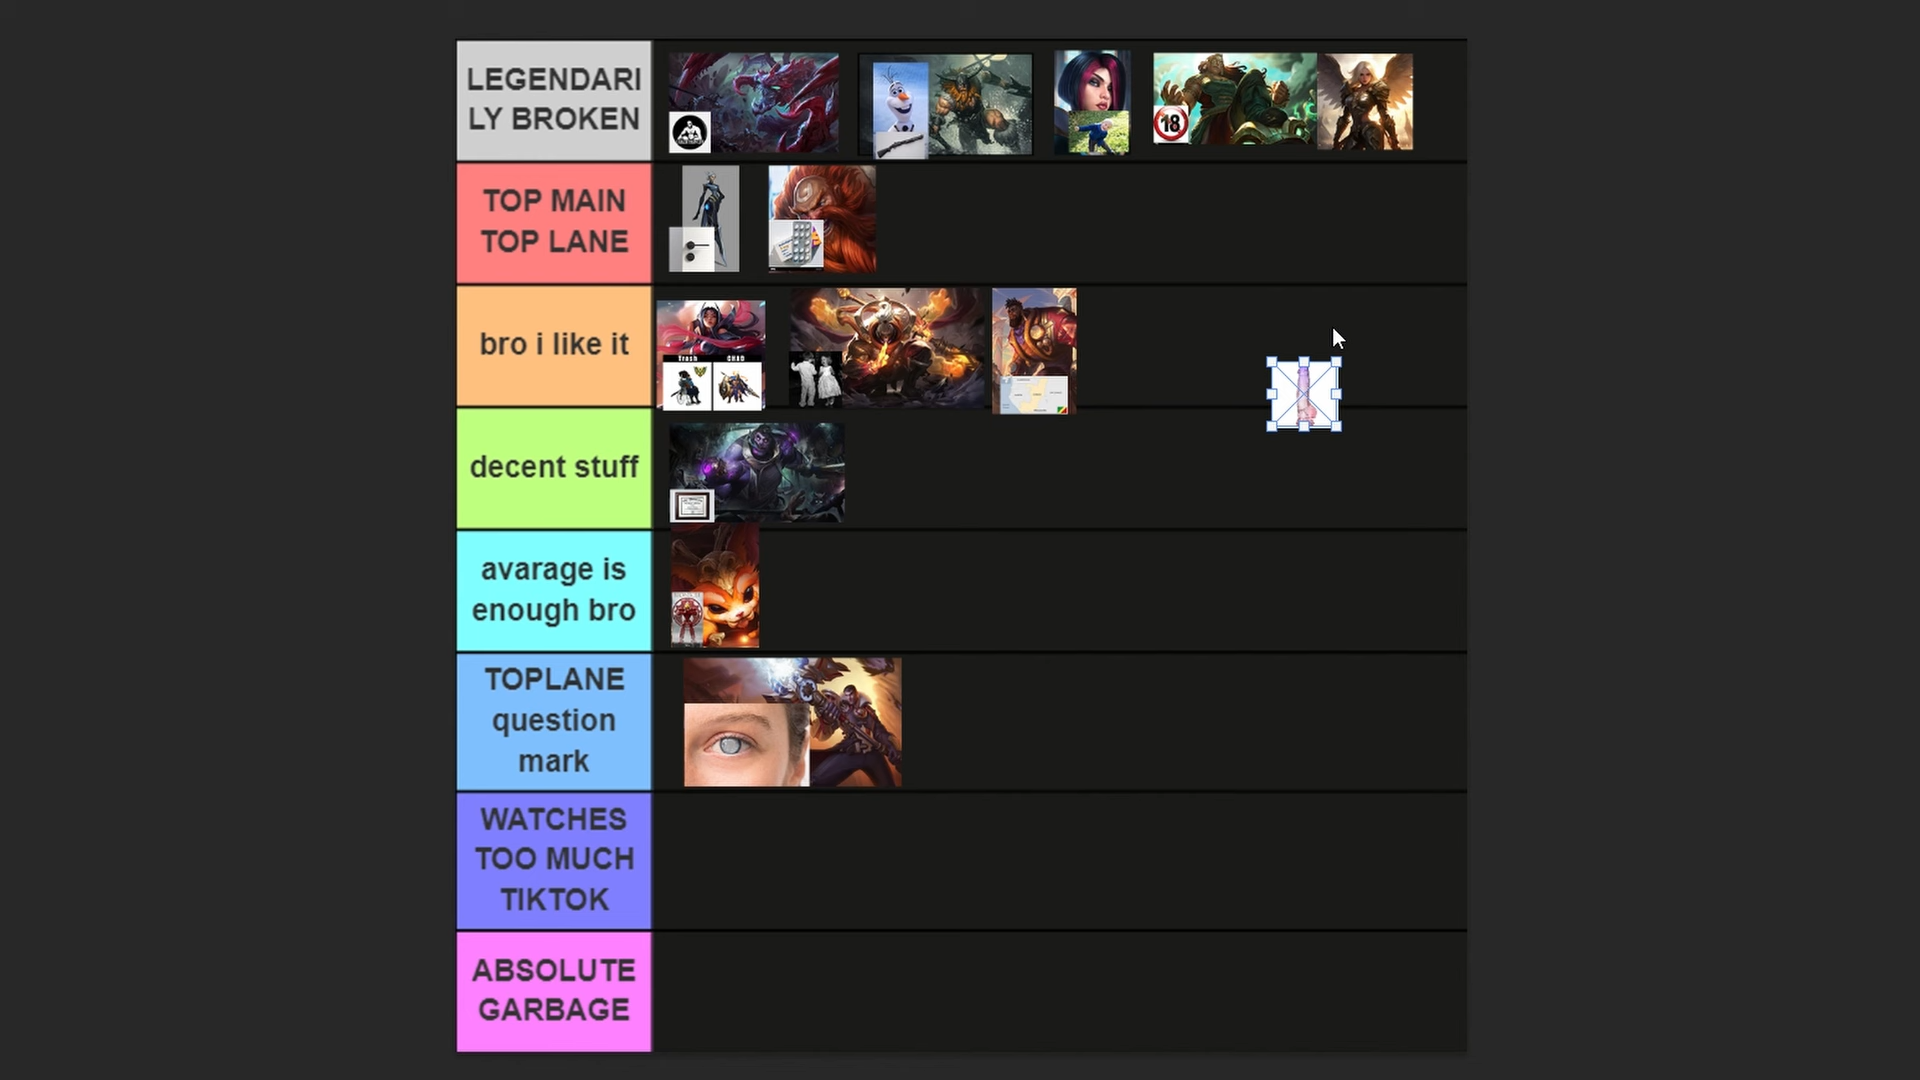 LEGENDARI
LY BROKEN
18
TOP MAIN
TOP LANE
bro i like it
Trash
CHAD
decent stuff
avarage is
enough bro
TOPLANE
question
mark
WATCHES
TOO MUCH
TIKTOK
ABSOLUTE
GARBAGE